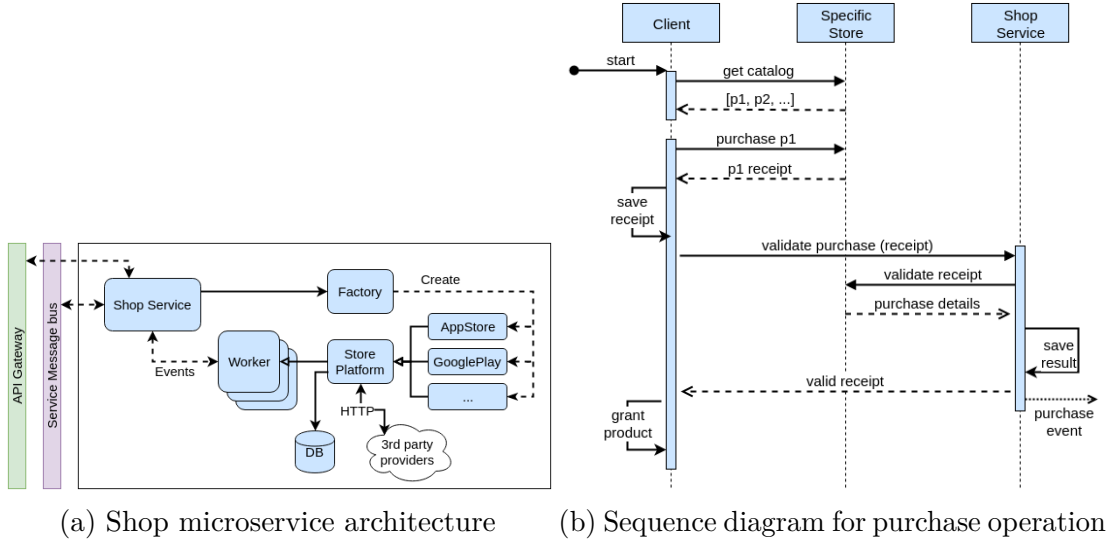 API Gateway
Service Message bus
Shop Service
Factory
Create
Events
Worker
Store
Platform
AppStore
GooglePlay
...
HTTP
DB
3rd party
providers
(a) Shop microservice architecture
Client
Specific
Store
Shop
Service
start
get catalog
[p1, p2, ...]
purchase p1
p1 receipt
save
receipt
validate purchase (receipt)
validate receipt
purchase details
save
result
valid receipt
purchase
event
grant
product
(b) Sequence diagram for purchase operation